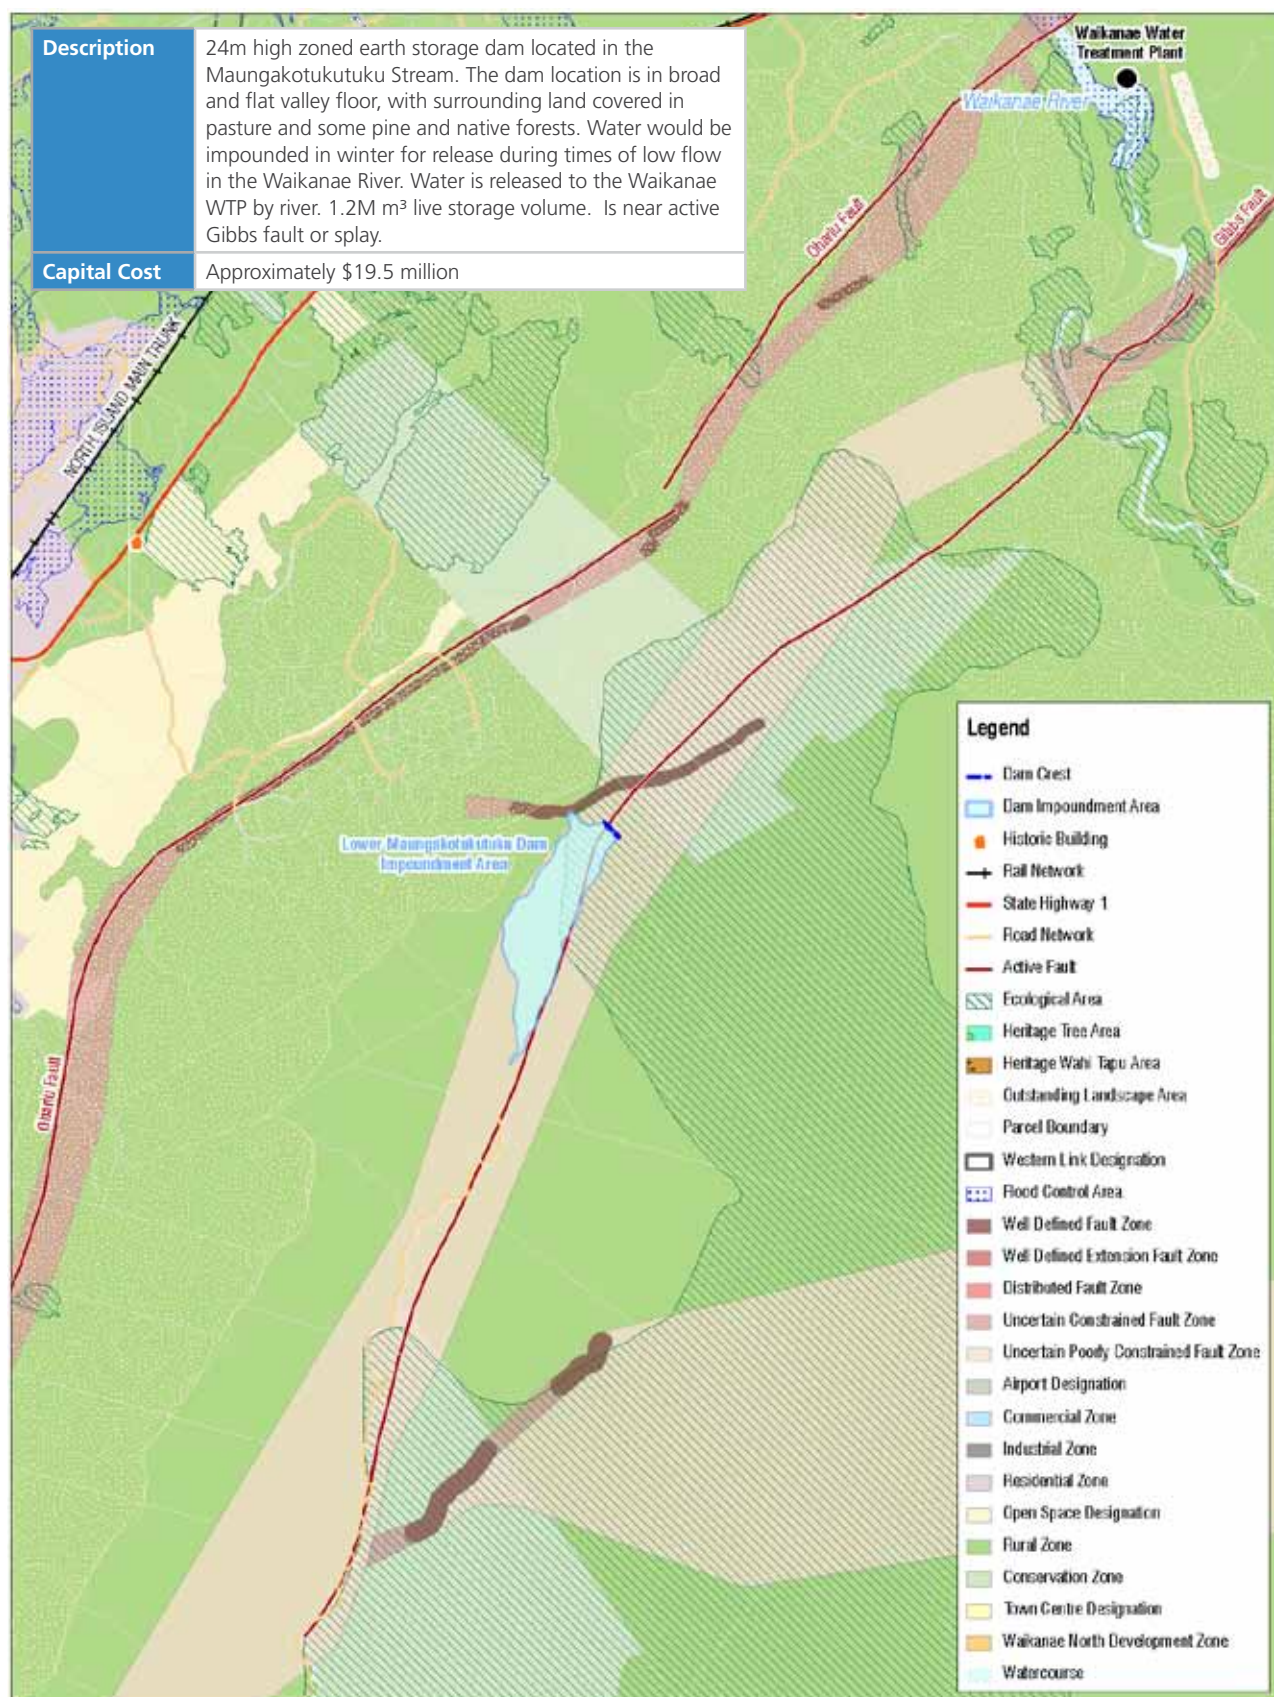 Description
24m high zoned earth storage dam located in the
Maungakotukutuku Stream. The dam location is in broad
and flat valley floor, with surrounding land covered in
pasture and some pine and native forests. Water would be
impounded in winter for release during times of low flow
in the Waikanae River. Water is released to the Waikanae
WTP by river. 1.2M m³ live storage volume.  Is near active
Gibbs fault or splay.
Capital Cost
Approximately $19.5 million
Waikanae Water
Treatment Plant
Waikanae River
Ohariu Fault
Gibbs Fault
NORTH ISLAND MAIN TRUNK
Lower Maungakotukutuku Dam
Impoundment Area
Ohariu Fault
Legend
Dam Crest
Dam Impoundment Area
Historic Building
Rail Network
State Highway 1
Road Network
Active Fault
Ecological Area
Heritage Tree Area
Heritage Wahi Tapu Area
Outstanding Landscape Area
Parcel Boundary
Western Link Designation
Flood Control Area
Well Defined Fault Zone
Well Defined Extension Fault Zone
Distributed Fault Zone
Uncertain Constrained Fault Zone
Uncertain Poorly Constrained Fault Zone
Airport Designation
Commercial Zone
Industrial Zone
Residential Zone
Open Space Designation
Rural Zone
Conservation Zone
Town Centre Designation
Waikanae North Development Zone
Watercourse